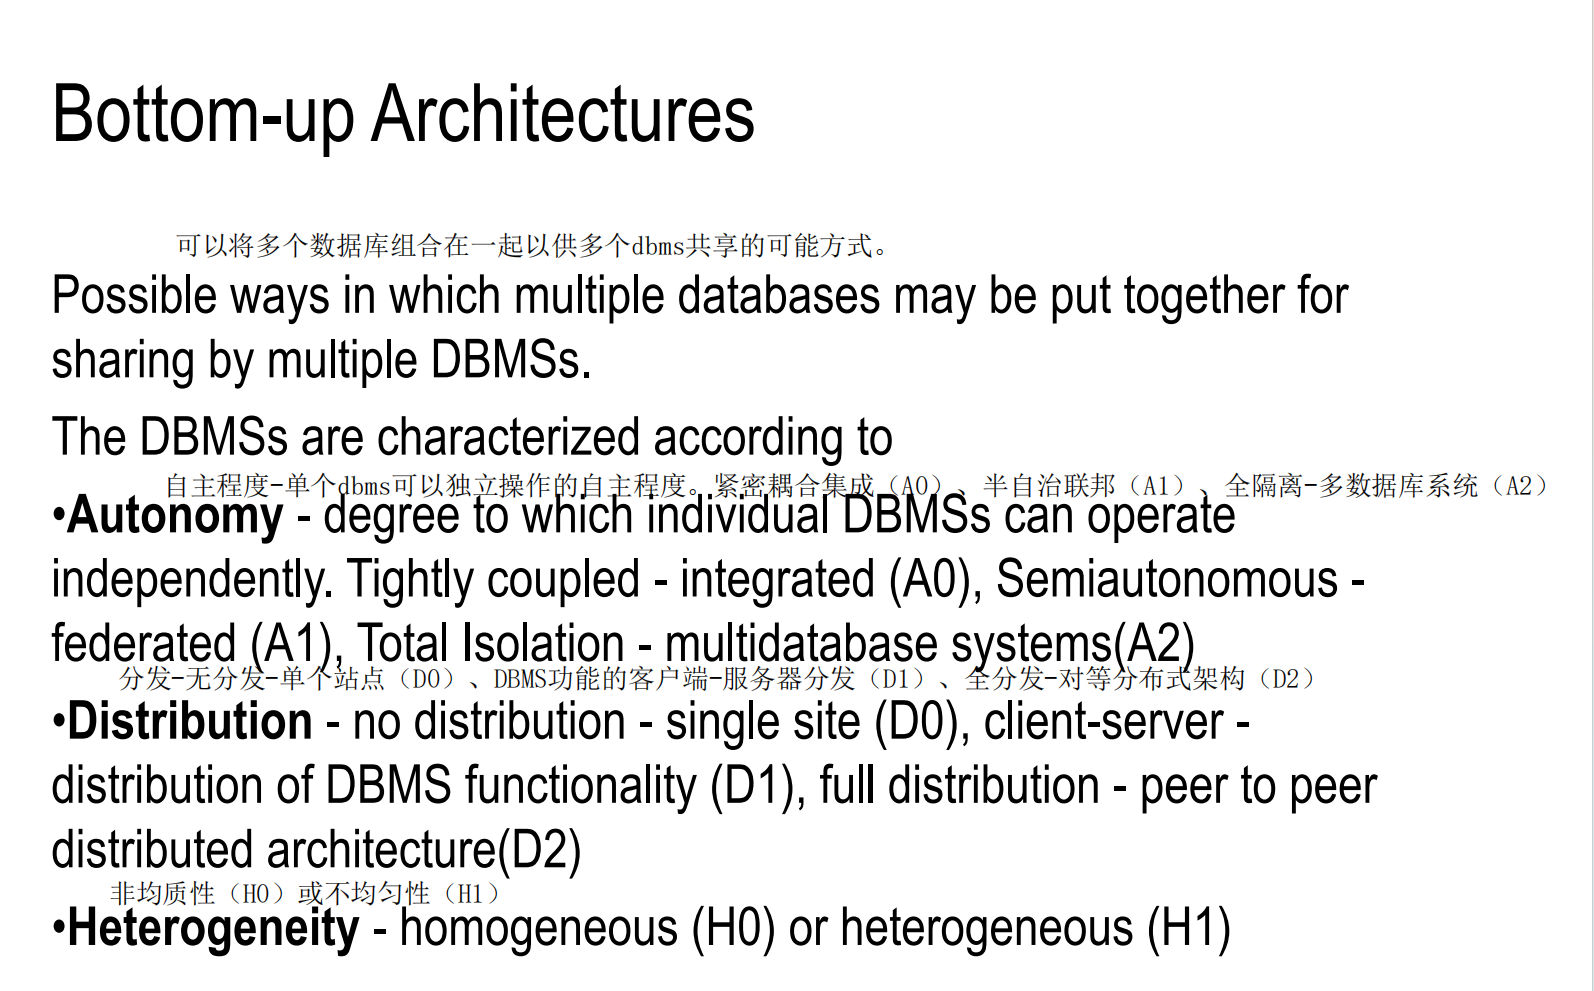 Bottom-up Architectures
可以将多个数据库组合在一起以供多个dbms共享的可能方式。
Possible ways in which multiple databases may be put together for
sharing by multiple DBMSs.
The DBMSs are characterized according to
自主程度-单个dbms可以独立操作的自主程度。紧密耦合集成（A0）、半自治联邦（A1）、全隔离-多数据库系统（A2）
•Autonomy - degree to which individual DBMSs can operate
independently. Tightly coupled - integrated (A0), Semiautonomous -
federated (A1), Total Isolation - multidatabase systems(A2)
分发-无分发-单个站点（D0）、DBMS功能的客户端-服务器分发（D1）、全分发-对等分布式架构（D2）
•Distribution - no distribution - single site (D0), client-server -
distribution of DBMS functionality (D1), full distribution - peer to peer
distributed architecture(D2)
非均质性（H0）或不均匀性（H1）
•Heterogeneity - homogeneous (H0) or heterogeneous (H1)